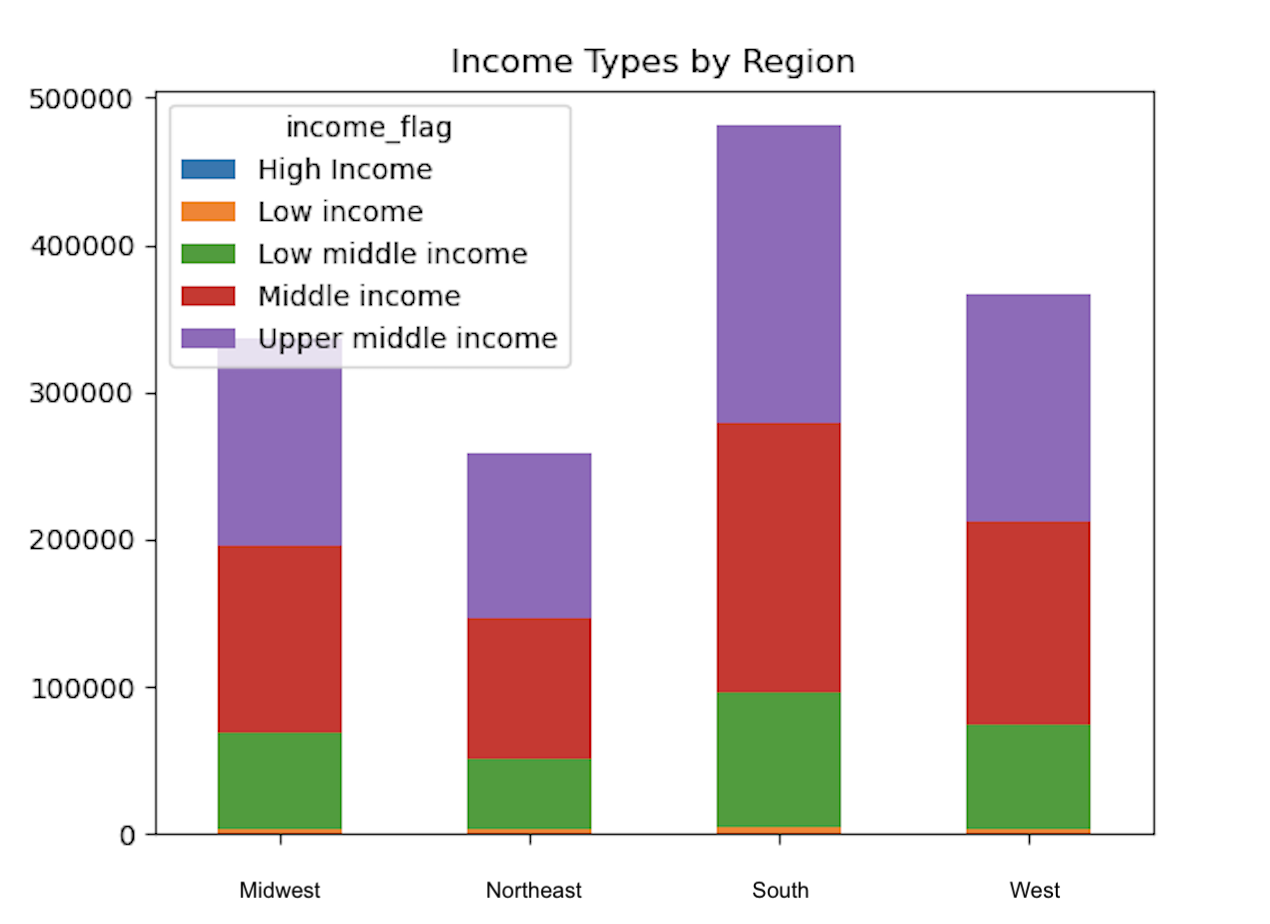 Income Types by Region
500000
400000
300000
200000
100000
0
income_flag
High Income
Low income
Low middle income
Middle income
Upper middle income
Midwest Northeast South West